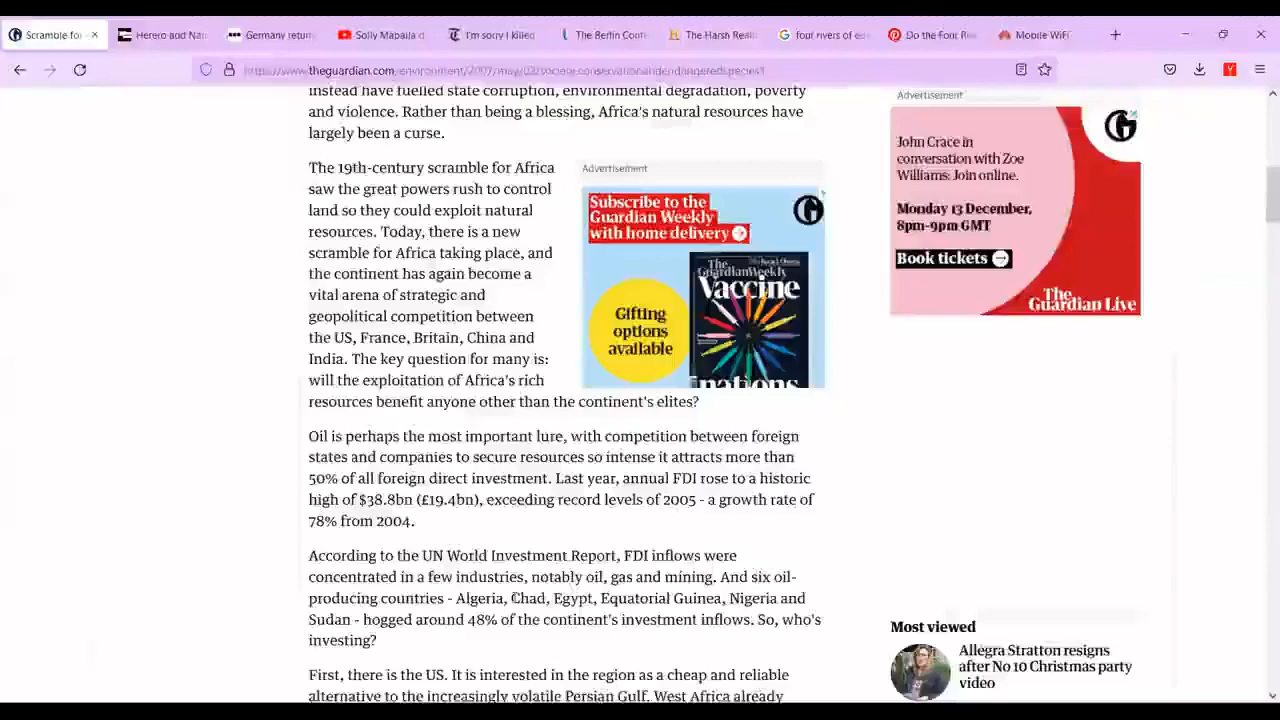 Scramble for
Herero and Nam
Germany return
Solly Mapaila d
I'm sorry I killed
The Berlin Conf
The Harsh Reali
four rivers of ed
Do the Four Riv
Mobile WiFi
https://www.theguardian.com/environment/2007/may/02/society.conservationandendangeredspecies1
instead have fuelled state corruption, environmental degradation, poverty
and violence. Rather than being a blessing, Africa's natural resources have
largely been a curse.
The 19th-century scramble for Africa
saw the great powers rush to control
land so they could exploit natural
resources. Today, there is a new
scramble for Africa taking place, and
the continent has again become a
vital arena of strategic and
geopolitical competition between
the US, France, Britain, China and
India. The key question for many is:
will the exploitation of Africa's rich
resources benefit anyone other than the continent's elites?
Advertisement
Subscribe to the
Guardian Weekly
with home delivery
Gifting
options
available
The
GuardianWeekly
Vaccine
Oil is perhaps the most important lure, with competition between foreign
states and companies to secure resources so intense it attracts more than
50% of all foreign direct investment. Last year, annual FDI rose to a historic
high of $38.8bn (£19.4bn), exceeding record levels of 2005 - a growth rate of
78% from 2004.
According to the UN World Investment Report, FDI inflows were
concentrated in a few industries, notably oil, gas and mining. And six oil-
producing countries - Algeria, Chad, Egypt, Equatorial Guinea, Nigeria and
Sudan - hogged around 48% of the continent's investment inflows. So, who's
investing?
First, there is the US. It is interested in the region as a cheap and reliable
alternative to the increasingly volatile Persian Gulf. West Africa already
Advertisement
John Crace in
conversation with Zoe
Williams: Join online.
Monday 13 December,
8pm-9pm GMT
Book tickets
The
Guardian Live
Most viewed
Allegra Stratton resigns
after No 10 Christmas party
video